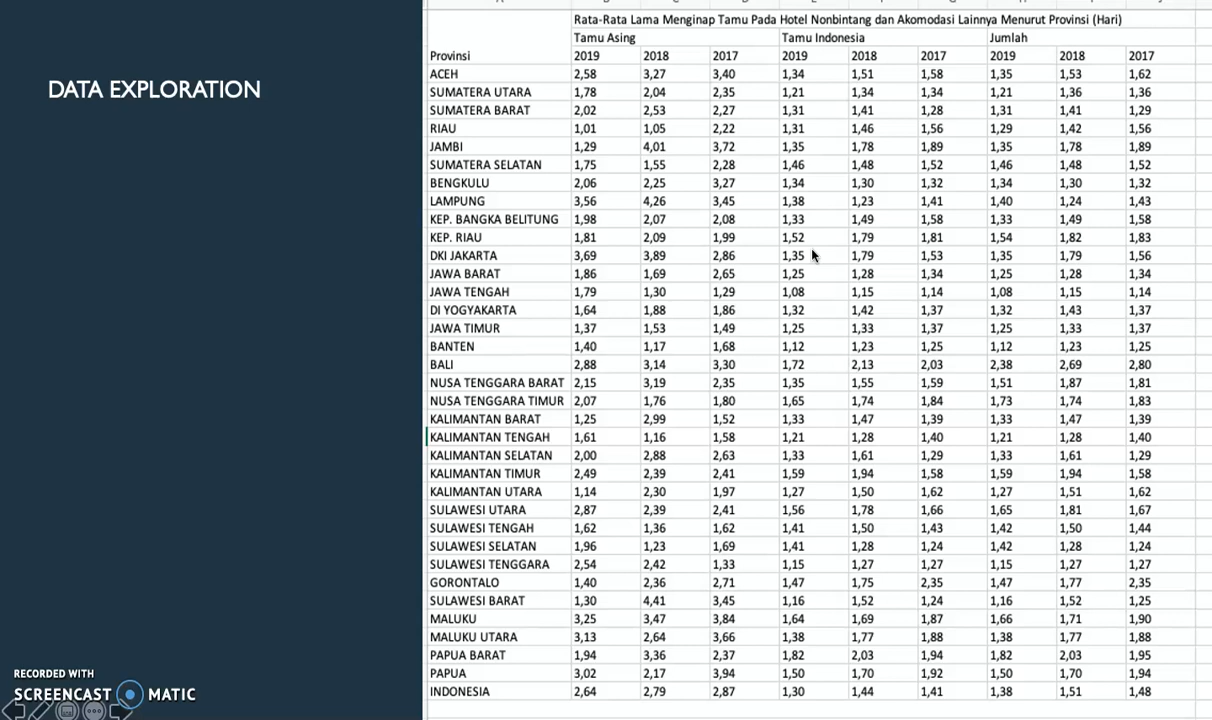 DATA EXPLORATION
Rata-Rata Lama Menginap Tamu Pada Hotel Nonbintang dan Akomodasi Lainnya Menurut Provinsi (Hari)
Tamu Asing Tamu Indonesia Jumlah
Provinsi 2019 2018 2017 2019 2018 2017 2019 2018 2017
ACEH 2,58 3,27 3,40 1,34 1,51 1,58 1,35 1,53 1,62
SUMATERA UTARA 1,78 2,04 2,35 1,21 1,34 1,34 1,21 1,36 1,36
SUMATERA BARAT 2,02 2,53 2,27 1,31 1,41 1,28 1,31 1,41 1,29
RIAU 1,01 1,05 2,22 1,31 1,46 1,56 1,29 1,42 1,56
JAMBI 1,29 4,01 3,72 1,35 1,78 1,89 1,35 1,78 1,89
SUMATERA SELATAN 1,75 1,55 2,28 1,46 1,48 1,52 1,46 1,48 1,52
BENGKULU 2,06 2,25 3,27 1,34 1,30 1,32 1,34 1,30 1,32
LAMPUNG 3,56 4,26 3,45 1,38 1,23 1,41 1,40 1,24 1,43
KEP. BANGKA BELITUNG 1,98 2,07 2,08 1,33 1,49 1,58 1,33 1,49 1,58
KEP. RIAU 1,81 2,09 1,99 1,52 1,79 1,81 1,54 1,82 1,83
DKI JAKARTA 3,69 3,89 2,86 1,35 1,79 1,53 1,35 1,79 1,56
JAWA BARAT 1,86 1,69 2,65 1,25 1,28 1,34 1,25 1,28 1,34
JAWA TENGAH 1,79 1,30 1,29 1,08 1,15 1,14 1,08 1,15 1,14
DI YOGYAKARTA 1,64 1,88 1,86 1,32 1,42 1,37 1,32 1,43 1,37
JAWA TIMUR 1,37 1,53 1,49 1,25 1,33 1,37 1,25 1,33 1,37
BANTEN 1,40 1,17 1,68 1,12 1,23 1,25 1,12 1,23 1,25
BALI 2,88 3,14 3,30 1,72 2,13 2,03 2,38 2,69 2,80
NUSA TENGGARA BARAT 2,15 3,19 2,35 1,35 1,55 1,59 1,51 1,87 1,81
NUSA TENGGARA TIMUR 2,07 1,76 1,80 1,65 1,74 1,84 1,73 1,74 1,83
KALIMANTAN BARAT 1,25 2,99 1,52 1,33 1,47 1,39 1,33 1,47 1,39
KALIMANTAN TENGAH 1,61 1,16 1,58 1,21 1,28 1,40 1,21 1,28 1,40
KALIMANTAN SELATAN 2,00 2,88 2,63 1,33 1,61 1,29 1,33 1,61 1,29
KALIMANTAN TIMUR 2,49 2,39 2,41 1,59 1,94 1,58 1,59 1,94 1,58
KALIMANTAN UTARA 1,14 2,30 1,97 1,27 1,50 1,62 1,27 1,51 1,62
SULAWESI UTARA 2,87 2,39 2,41 1,56 1,78 1,66 1,65 1,81 1,67
SULAWESI TENGAH 1,62 1,36 1,62 1,41 1,50 1,43 1,42 1,50 1,44
SULAWESI SELATAN 1,96 1,23 1,69 1,41 1,28 1,24 1,42 1,28 1,24
SULAWESI TENGGARA 2,54 2,42 1,33 1,15 1,27 1,27 1,15 1,27 1,27
GORONTALO 1,40 2,36 2,71 1,47 1,75 2,35 1,47 1,77 2,35
SULAWESI BARAT 1,30 4,41 3,45 1,16 1,52 1,24 1,16 1,52 1,25
MALUKU 3,25 3,47 3,84 1,64 1,69 1,87 1,66 1,71 1,90
MALUKU UTARA 3,13 2,64 3,66 1,38 1,77 1,88 1,38 1,77 1,88
PAPUA BARAT 1,94 3,36 2,37 1,82 2,03 1,94 1,82 2,03 1,95
PAPUA 3,02 2,17 3,94 1,50 1,70 1,92 1,50 1,70 1,94
INDONESIA 2,64 2,79 2,87 1,30 1,44 1,41 1,38 1,51 1,48
RECORDED WITH
SCREENCAST MATIC